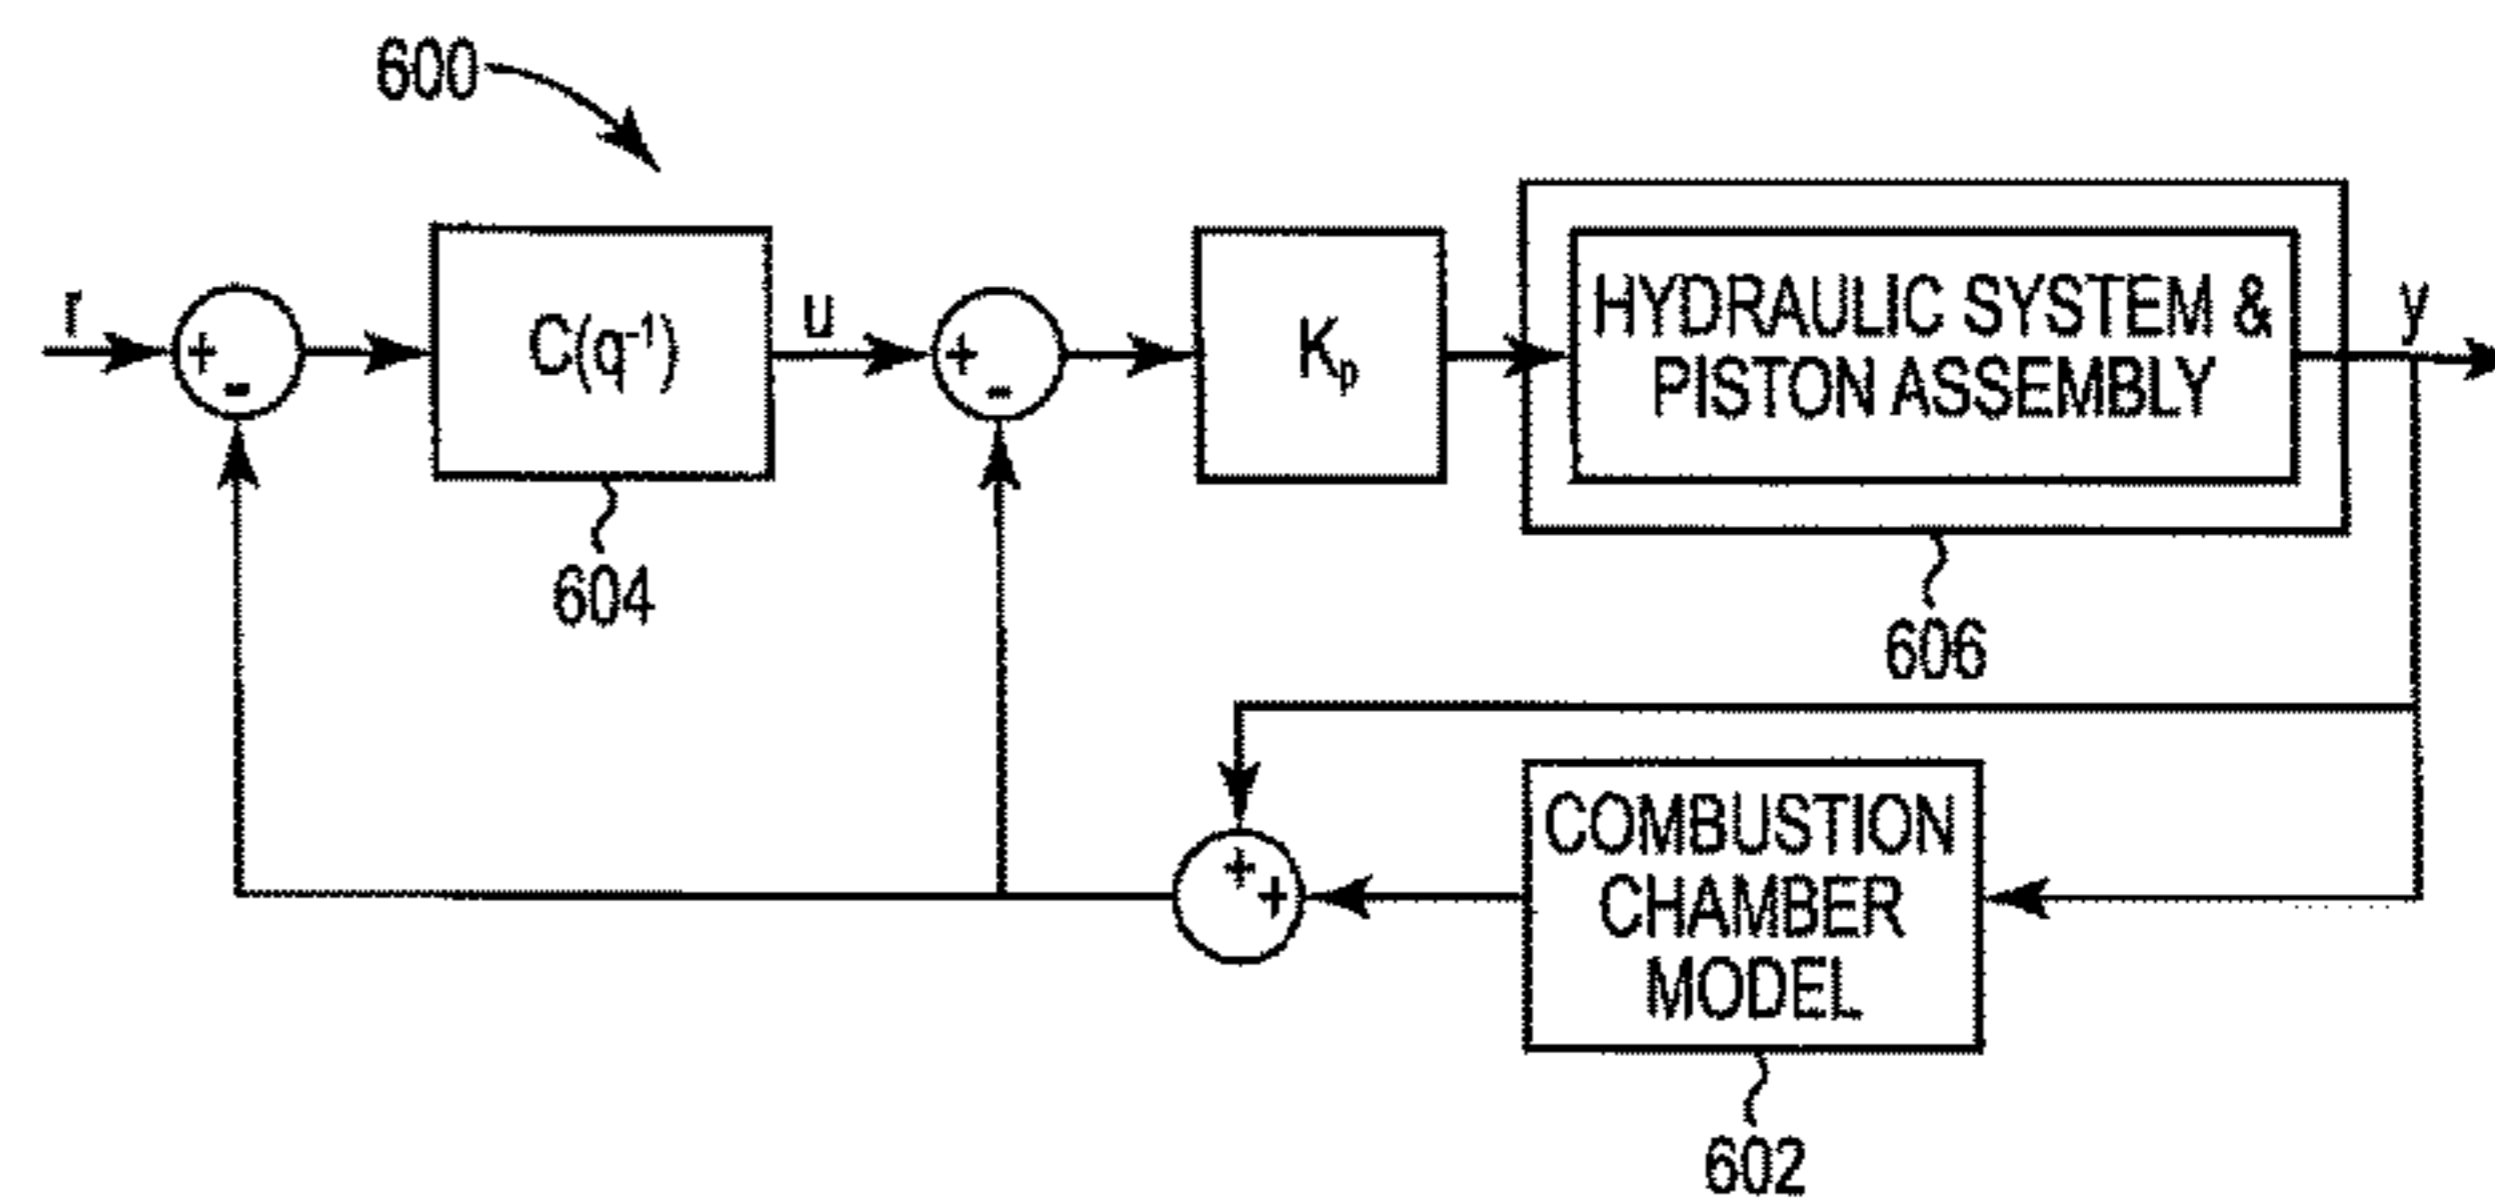 600
r
+
-
C(q⁻¹)
604
u
+
-
Kₚ
HYDRAULIC SYSTEM &
PISTON ASSEMBLY
606
y
+
+
COMBUSTION
CHAMBER
MODEL
602